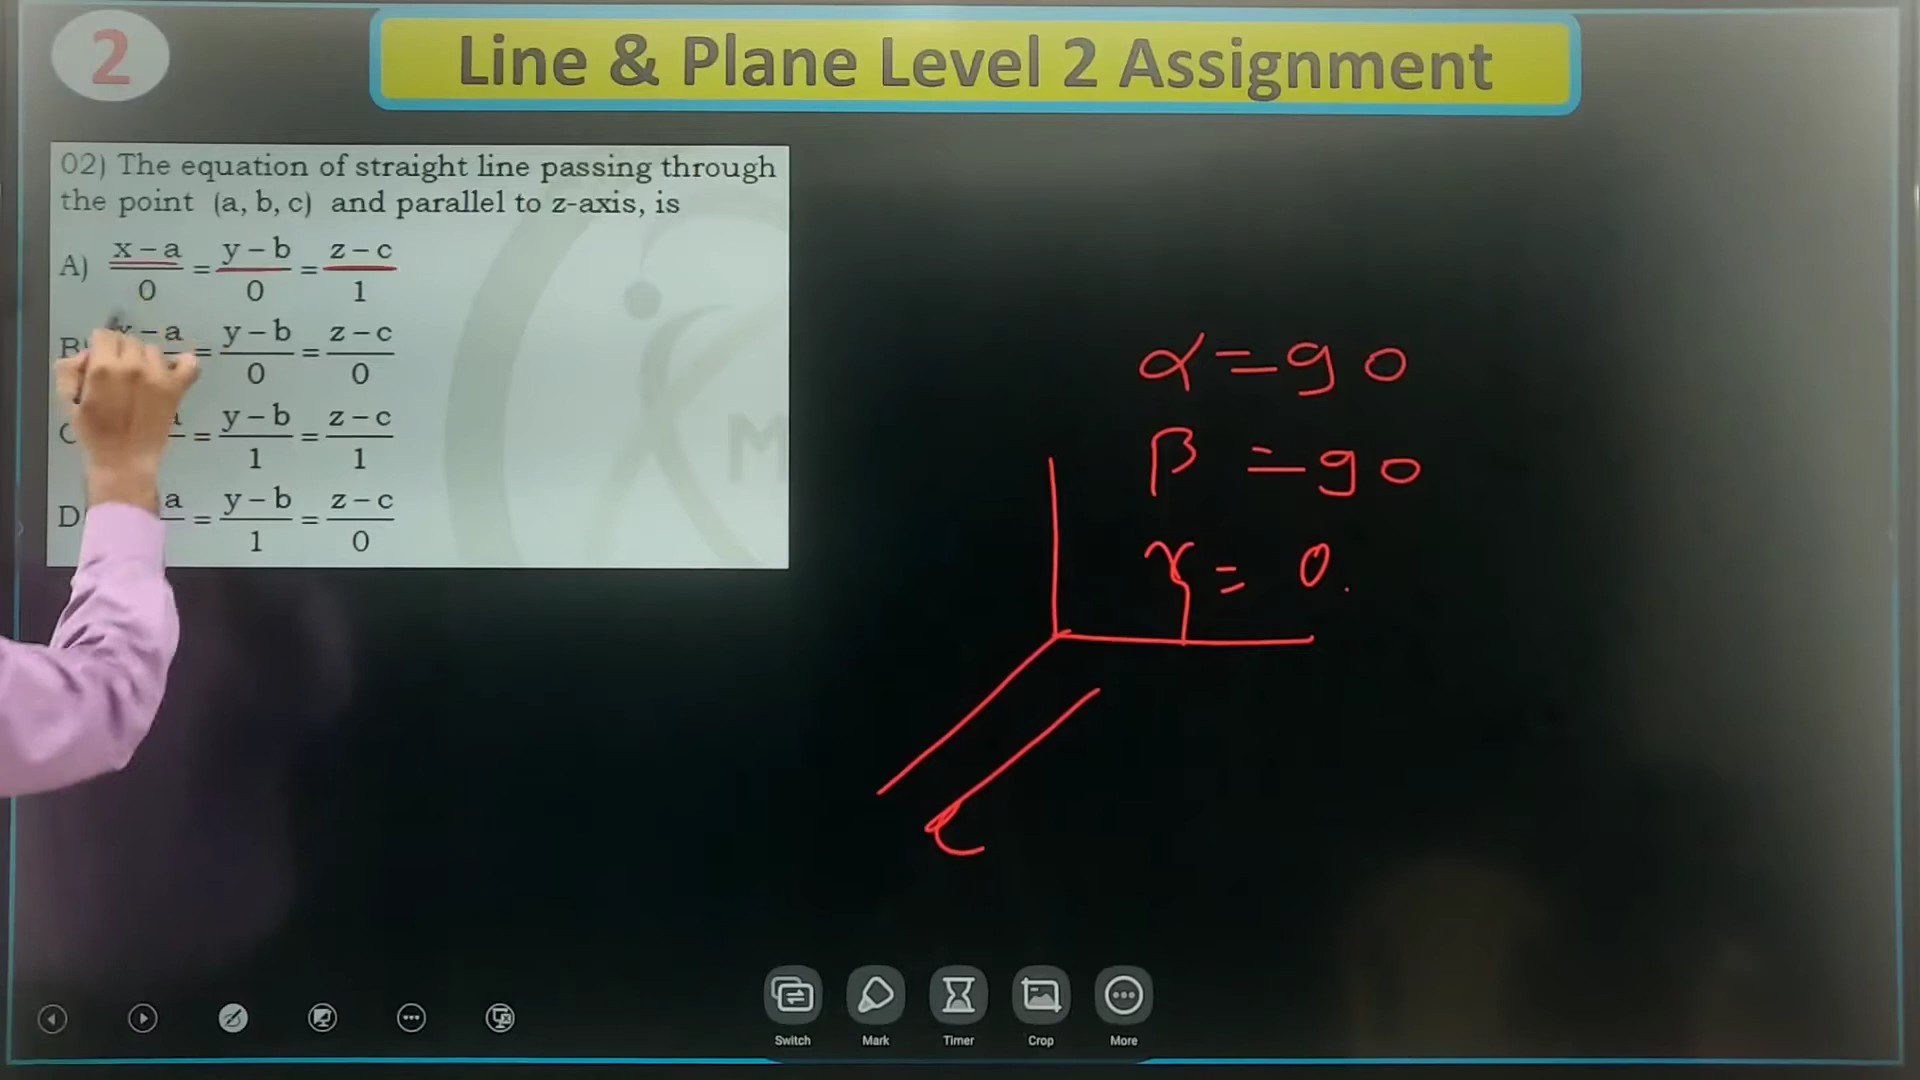 2
Line & Plane Level 2 Assignment
02) The equation of straight line passing through
the point (a, b, c) and parallel to z-axis, is
A) x – a / 0 = y – b / 0 = z – c / 1
B) x – a = y – b / 0 = z – c / 0
= y – b / 1 = z – c / 1
D a = y – b / 1 = z – c / 0
M
α = 90
β = 90
γ = 0.
Switch Mark Timer Crop More